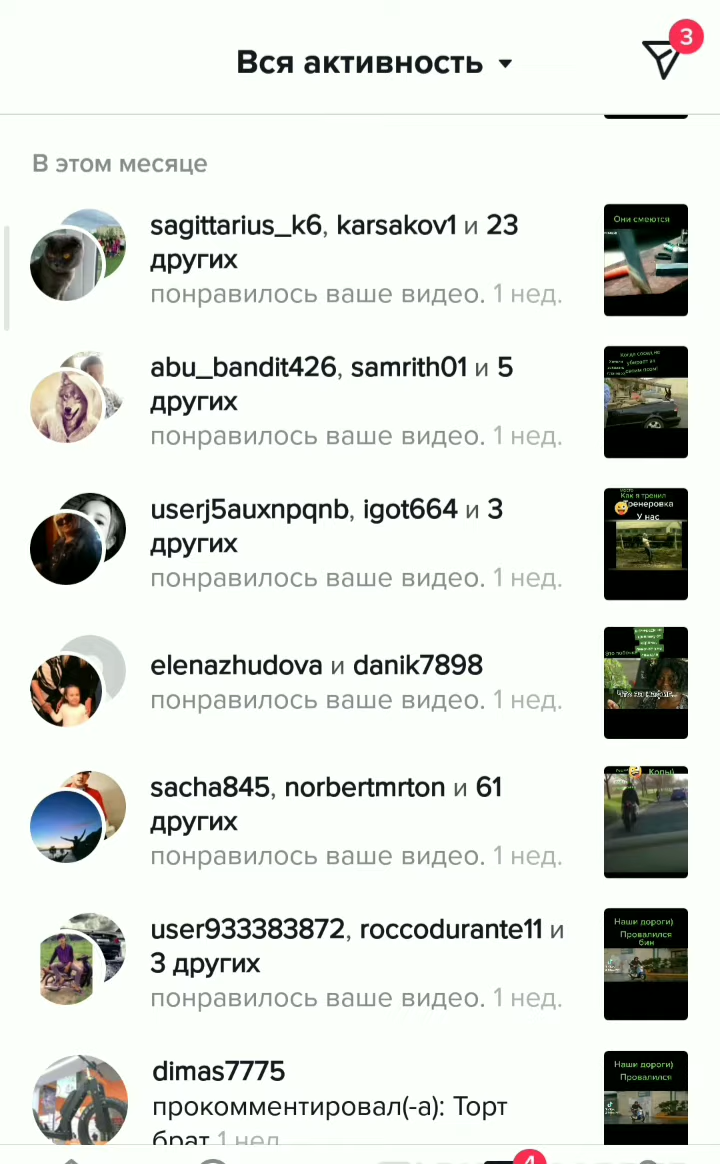 Вся активность
3
В этом месяце
sagittarius_k6, karsakov1 и 23
других
понравилось ваше видео. 1 нед.
Они смеются
abu_bandit426, samrith01 и 5
других
понравилось ваше видео. 1 нед.
userj5auxnpqnb, igot664 и 3
других
понравилось ваше видео. 1 нед.
Как я тренил
Тренеровка
У нас
elenazhudova и danik7898
понравилось ваше видео. 1 нед.
sacha845, norbertmrton и 61
других
понравилось ваше видео. 1 нед.
Копы)
user933383872, roccodurante11 и
3 других
понравилось ваше видео. 1 нед.
Наши дороги)
Провалился
бин
dimas7775
прокомментировал(-а): Торт
брат 1 нед.
Наши дороги)
Провалился
4